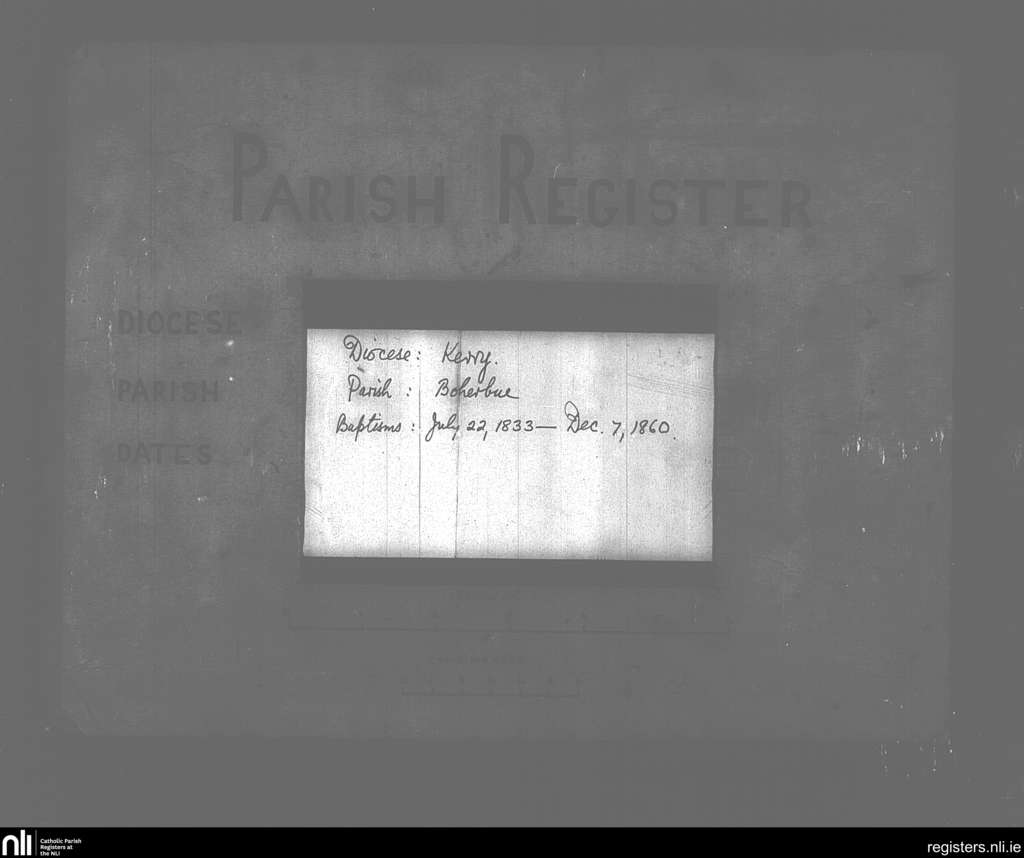 PARISH REGISTER
DIOCESE
PARISH
DATES
Diocese: Kerry.
Parish : Boherbue
Baptisms : July 22, 1833— Dec. 7, 1860.
nli
Catholic Parish
Registers at
the NLI
registers.nli.ie